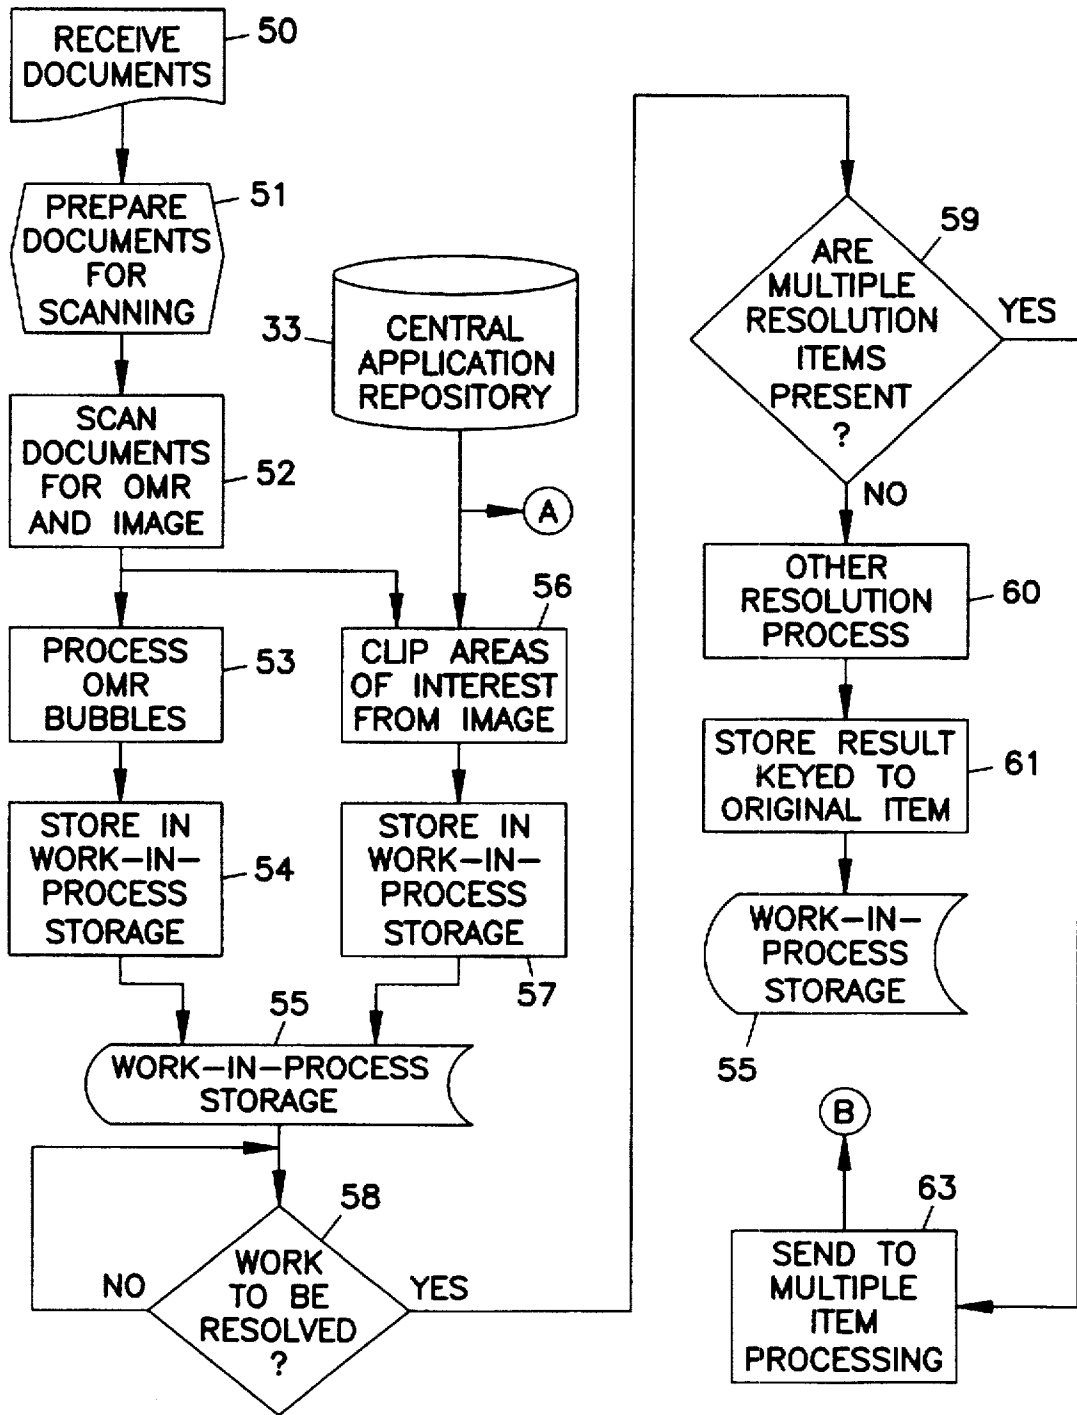 RECEIVE
DOCUMENTS
50
PREPARE
DOCUMENTS
FOR
SCANNING
51
SCAN
DOCUMENTS
FOR OMR
AND IMAGE
52
33
CENTRAL
APPLICATION
REPOSITORY
A
PROCESS
OMR
BUBBLES
53
56
CLIP AREAS
OF INTEREST
FROM IMAGE
STORE IN
WORK-IN-
PROCESS
STORAGE
54
STORE IN
WORK-IN-
PROCESS
STORAGE
57
55
WORK-IN-PROCESS
STORAGE
58
WORK
TO BE
RESOLVED
?
NO
YES
59
ARE
MULTIPLE
RESOLUTION
ITEMS
PRESENT
?
YES
NO
OTHER
RESOLUTION
PROCESS
60
STORE RESULT
KEYED TO
ORIGINAL ITEM
61
WORK-IN-
PROCESS
STORAGE
55
B
63
SEND TO
MULTIPLE
ITEM
PROCESSING